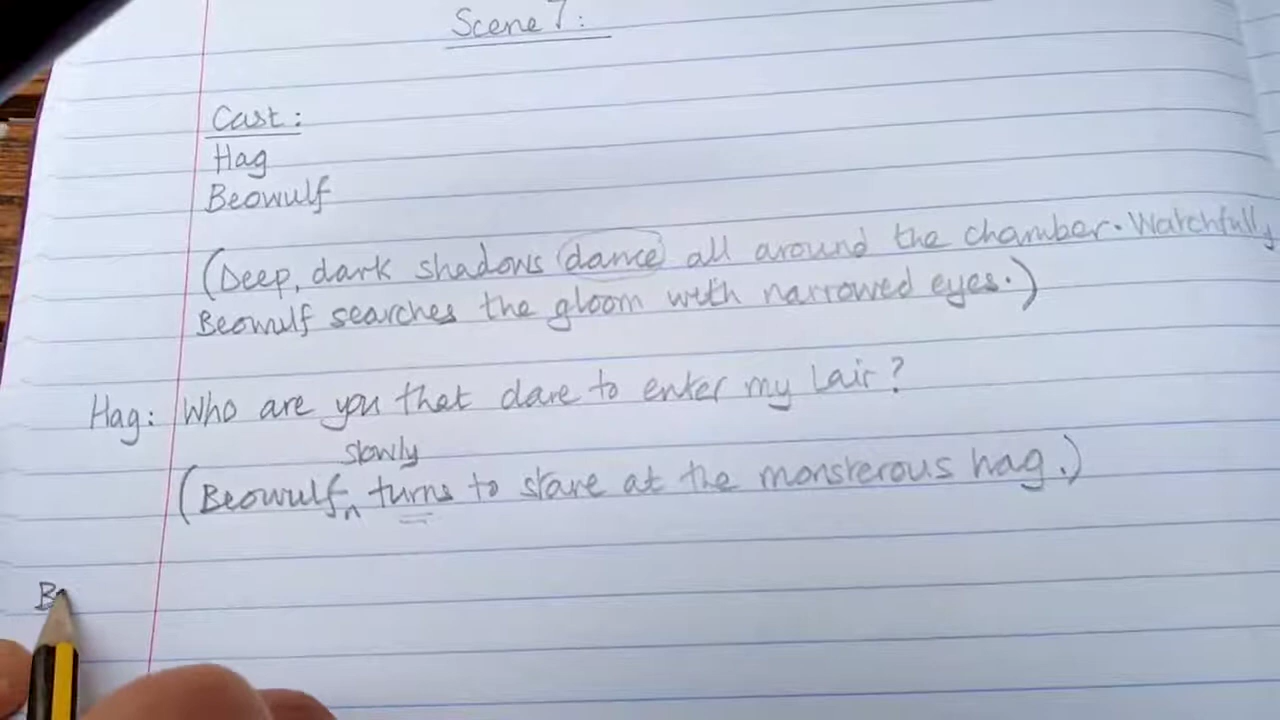 Scene 7:
Cast:
Hag
Beowulf
(Deep, dark shadows dance all around the chamber. Watchfully
Beowulf searches the gloom with narrowed eyes.)
Hag: Who are you that dare to enter my lair?
slowly
(Beowulf^ turns to stare at the monsterous hag.)
B